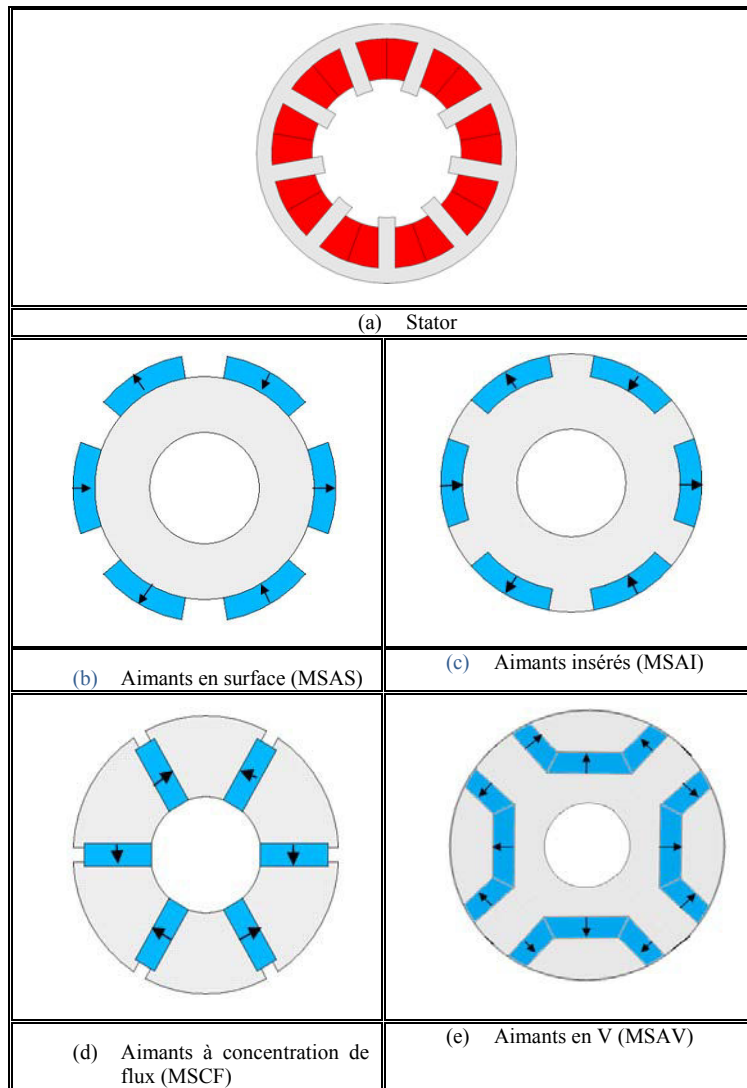 (a) Stator
(b) Aimants en surface (MSAS)
(c) Aimants insérés (MSAI)
(d) Aimants à concentration de
flux (MSCF)
(e) Aimants en V (MSAV)